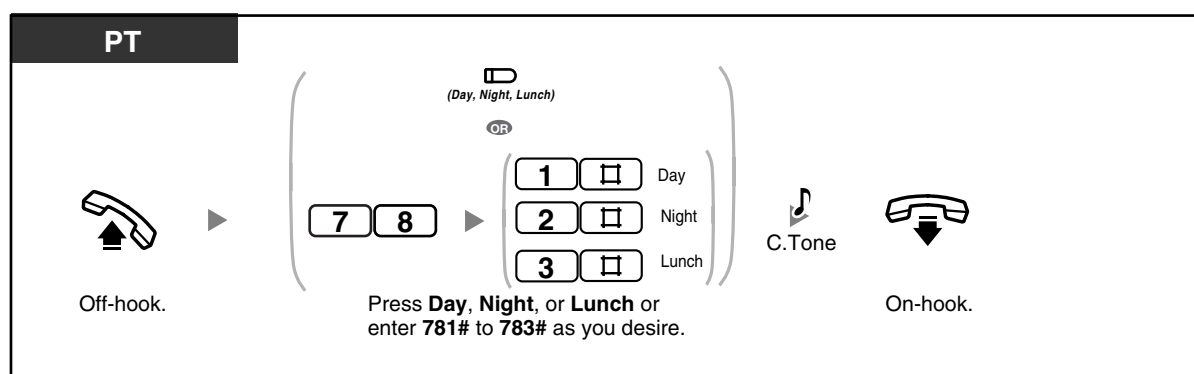 PT
(Day, Night, Lunch)
OR
1 # Day
7 8 2 # Night
3 # Lunch
C.Tone
Off-hook.
Press Day, Night, or Lunch or
enter 781# to 783# as you desire.
On-hook.